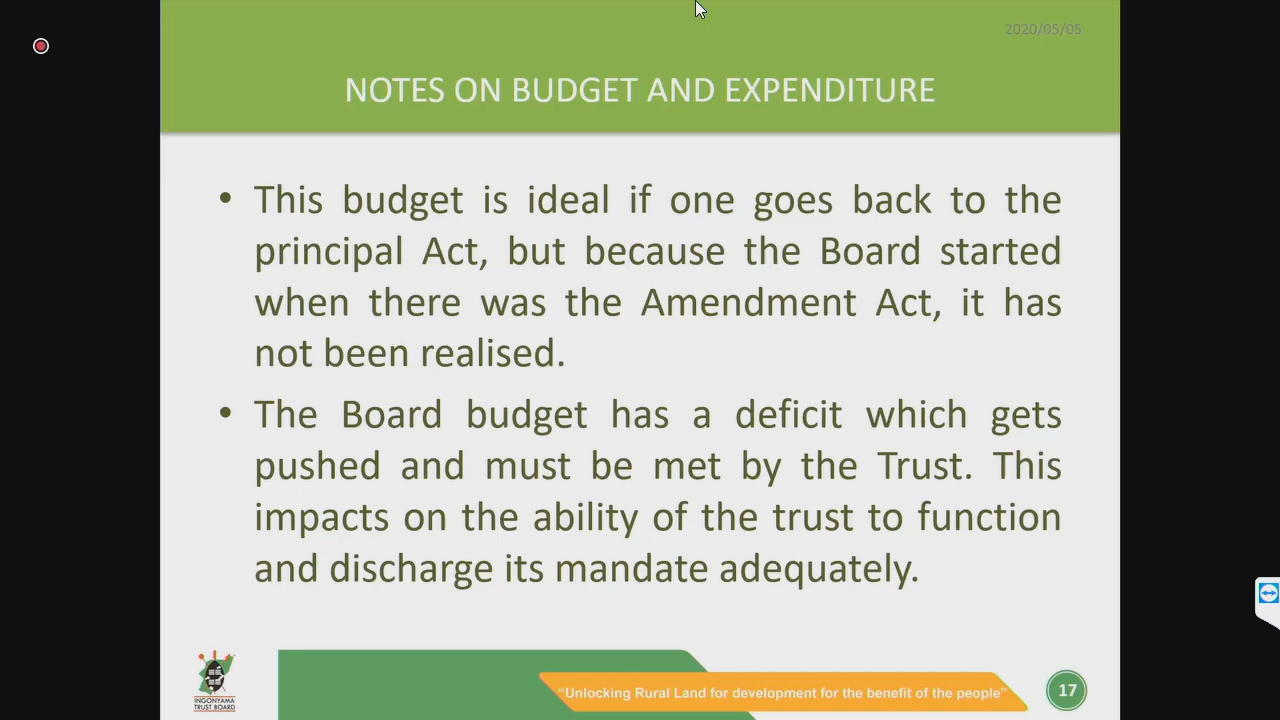 2020/05/05
NOTES ON BUDGET AND EXPENDITURE
• This budget is ideal if one goes back to the
principal Act, but because the Board started
when there was the Amendment Act, it has
not been realised.
• The Board budget has a deficit which gets
pushed and must be met by the Trust. This
impacts on the ability of the trust to function
and discharge its mandate adequately.
INGONYAMA
TRUST BOARD
“Unlocking Rural Land for development for the benefit of the people”
17